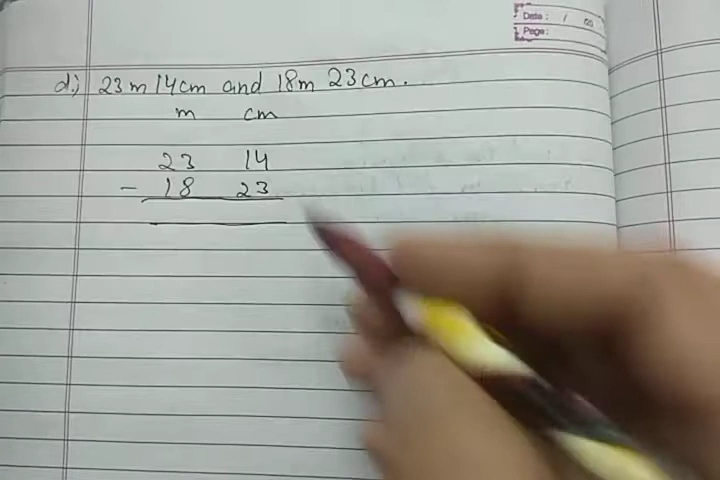 Date : /
Page:
d.) 23m 14cm and 18m 23cm.
m cm
23 14
- 18 23